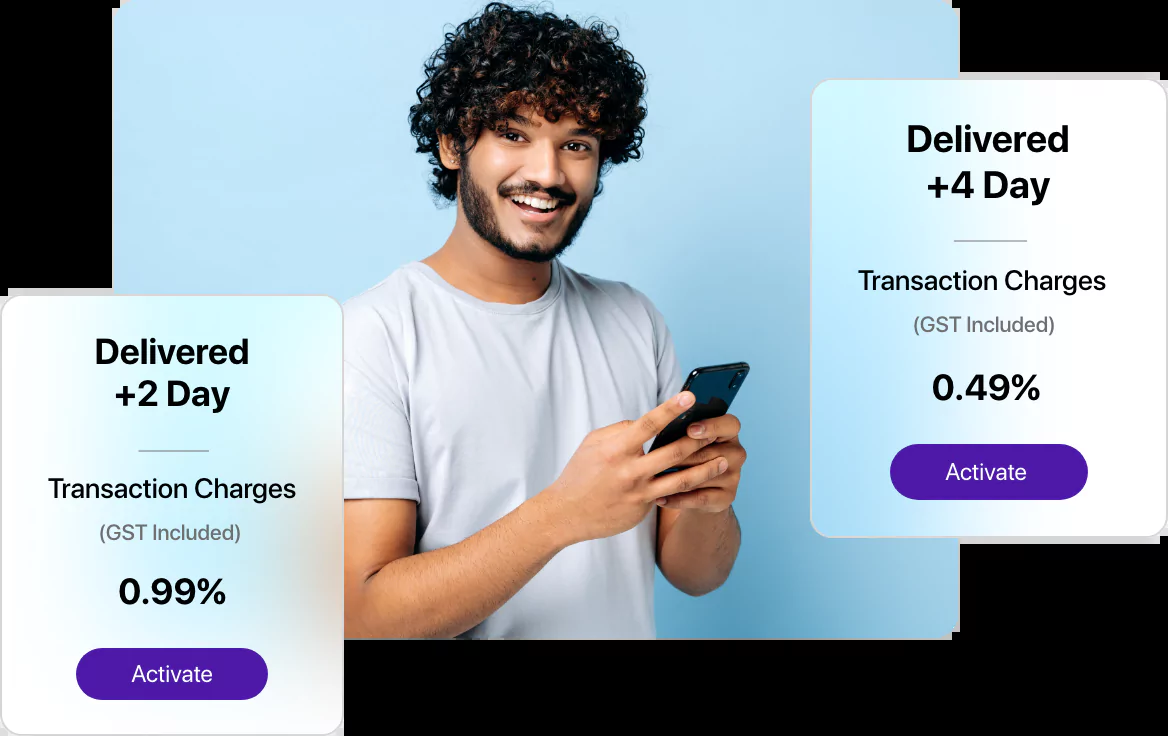 Delivered
+2 Day
Transaction Charges
(GST Included)
0.99%
Activate
Delivered
+4 Day
Transaction Charges
(GST Included)
0.49%
Activate